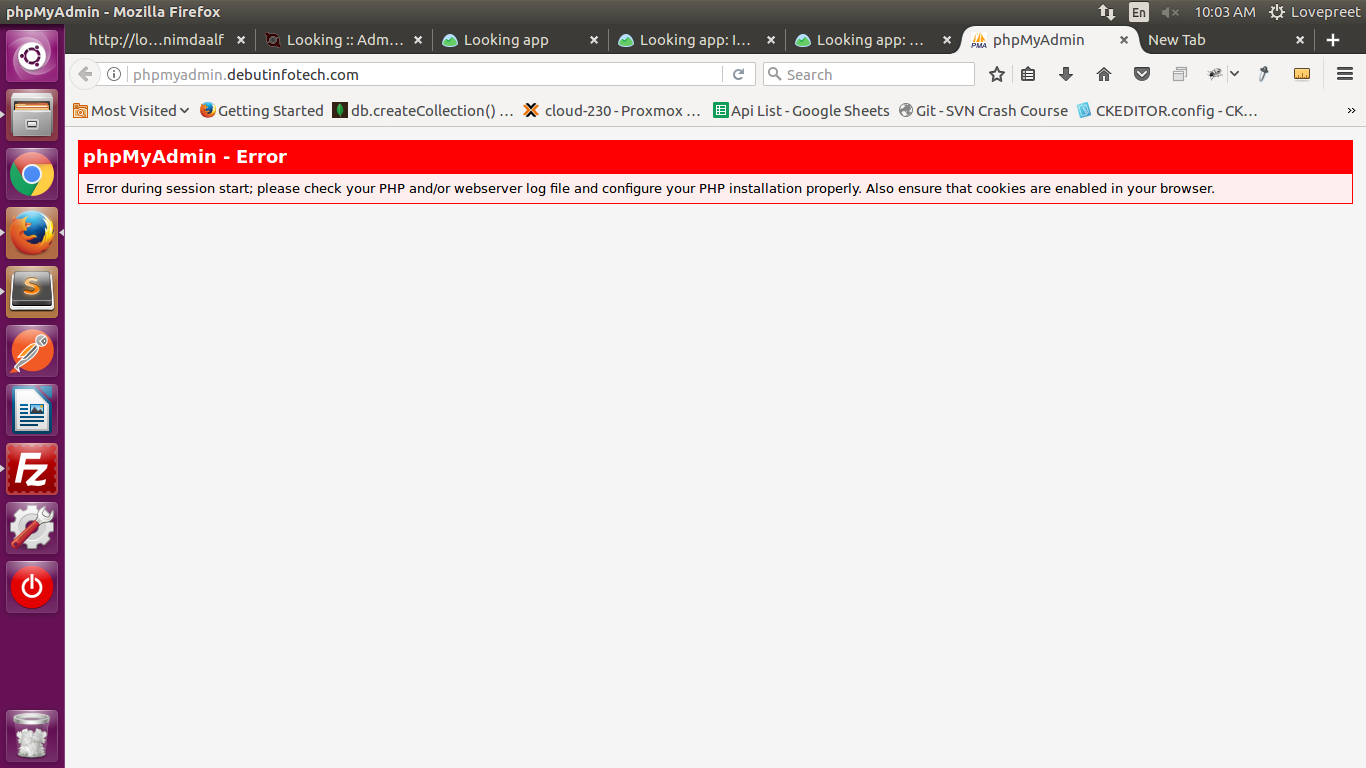 phpMyAdmin - Mozilla Firefox
En
10:03 AM
Lovepreet
http://lo...nimdaalf
Looking :: Adm...
Looking app
Looking app: I...
Looking app: ...
PMA
phpMyAdmin
New Tab
phpmyadmin.debutinfotech.com
Search
Most Visited
Getting Started
db.createCollection() ...
cloud-230 - Proxmox ...
Api List - Google Sheets
Git - SVN Crash Course
CKEDITOR.config - CK...
»
phpMyAdmin - Error
Error during session start; please check your PHP and/or webserver log file and configure your PHP installation properly. Also ensure that cookies are enabled in your browser.
S
Fz